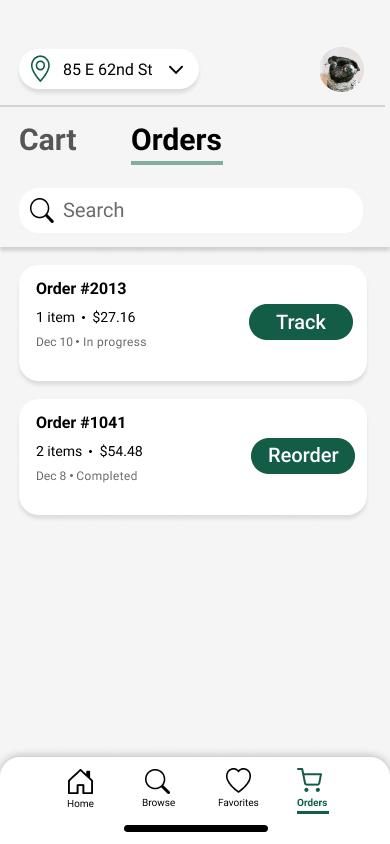 85 E 62nd St
Cart Orders
Search
Order #2013
1 item • $27.16
Dec 10 • In progress
Track
Order #1041
2 items • $54.48
Dec 8 • Completed
Reorder
Home Browse Favorites Orders